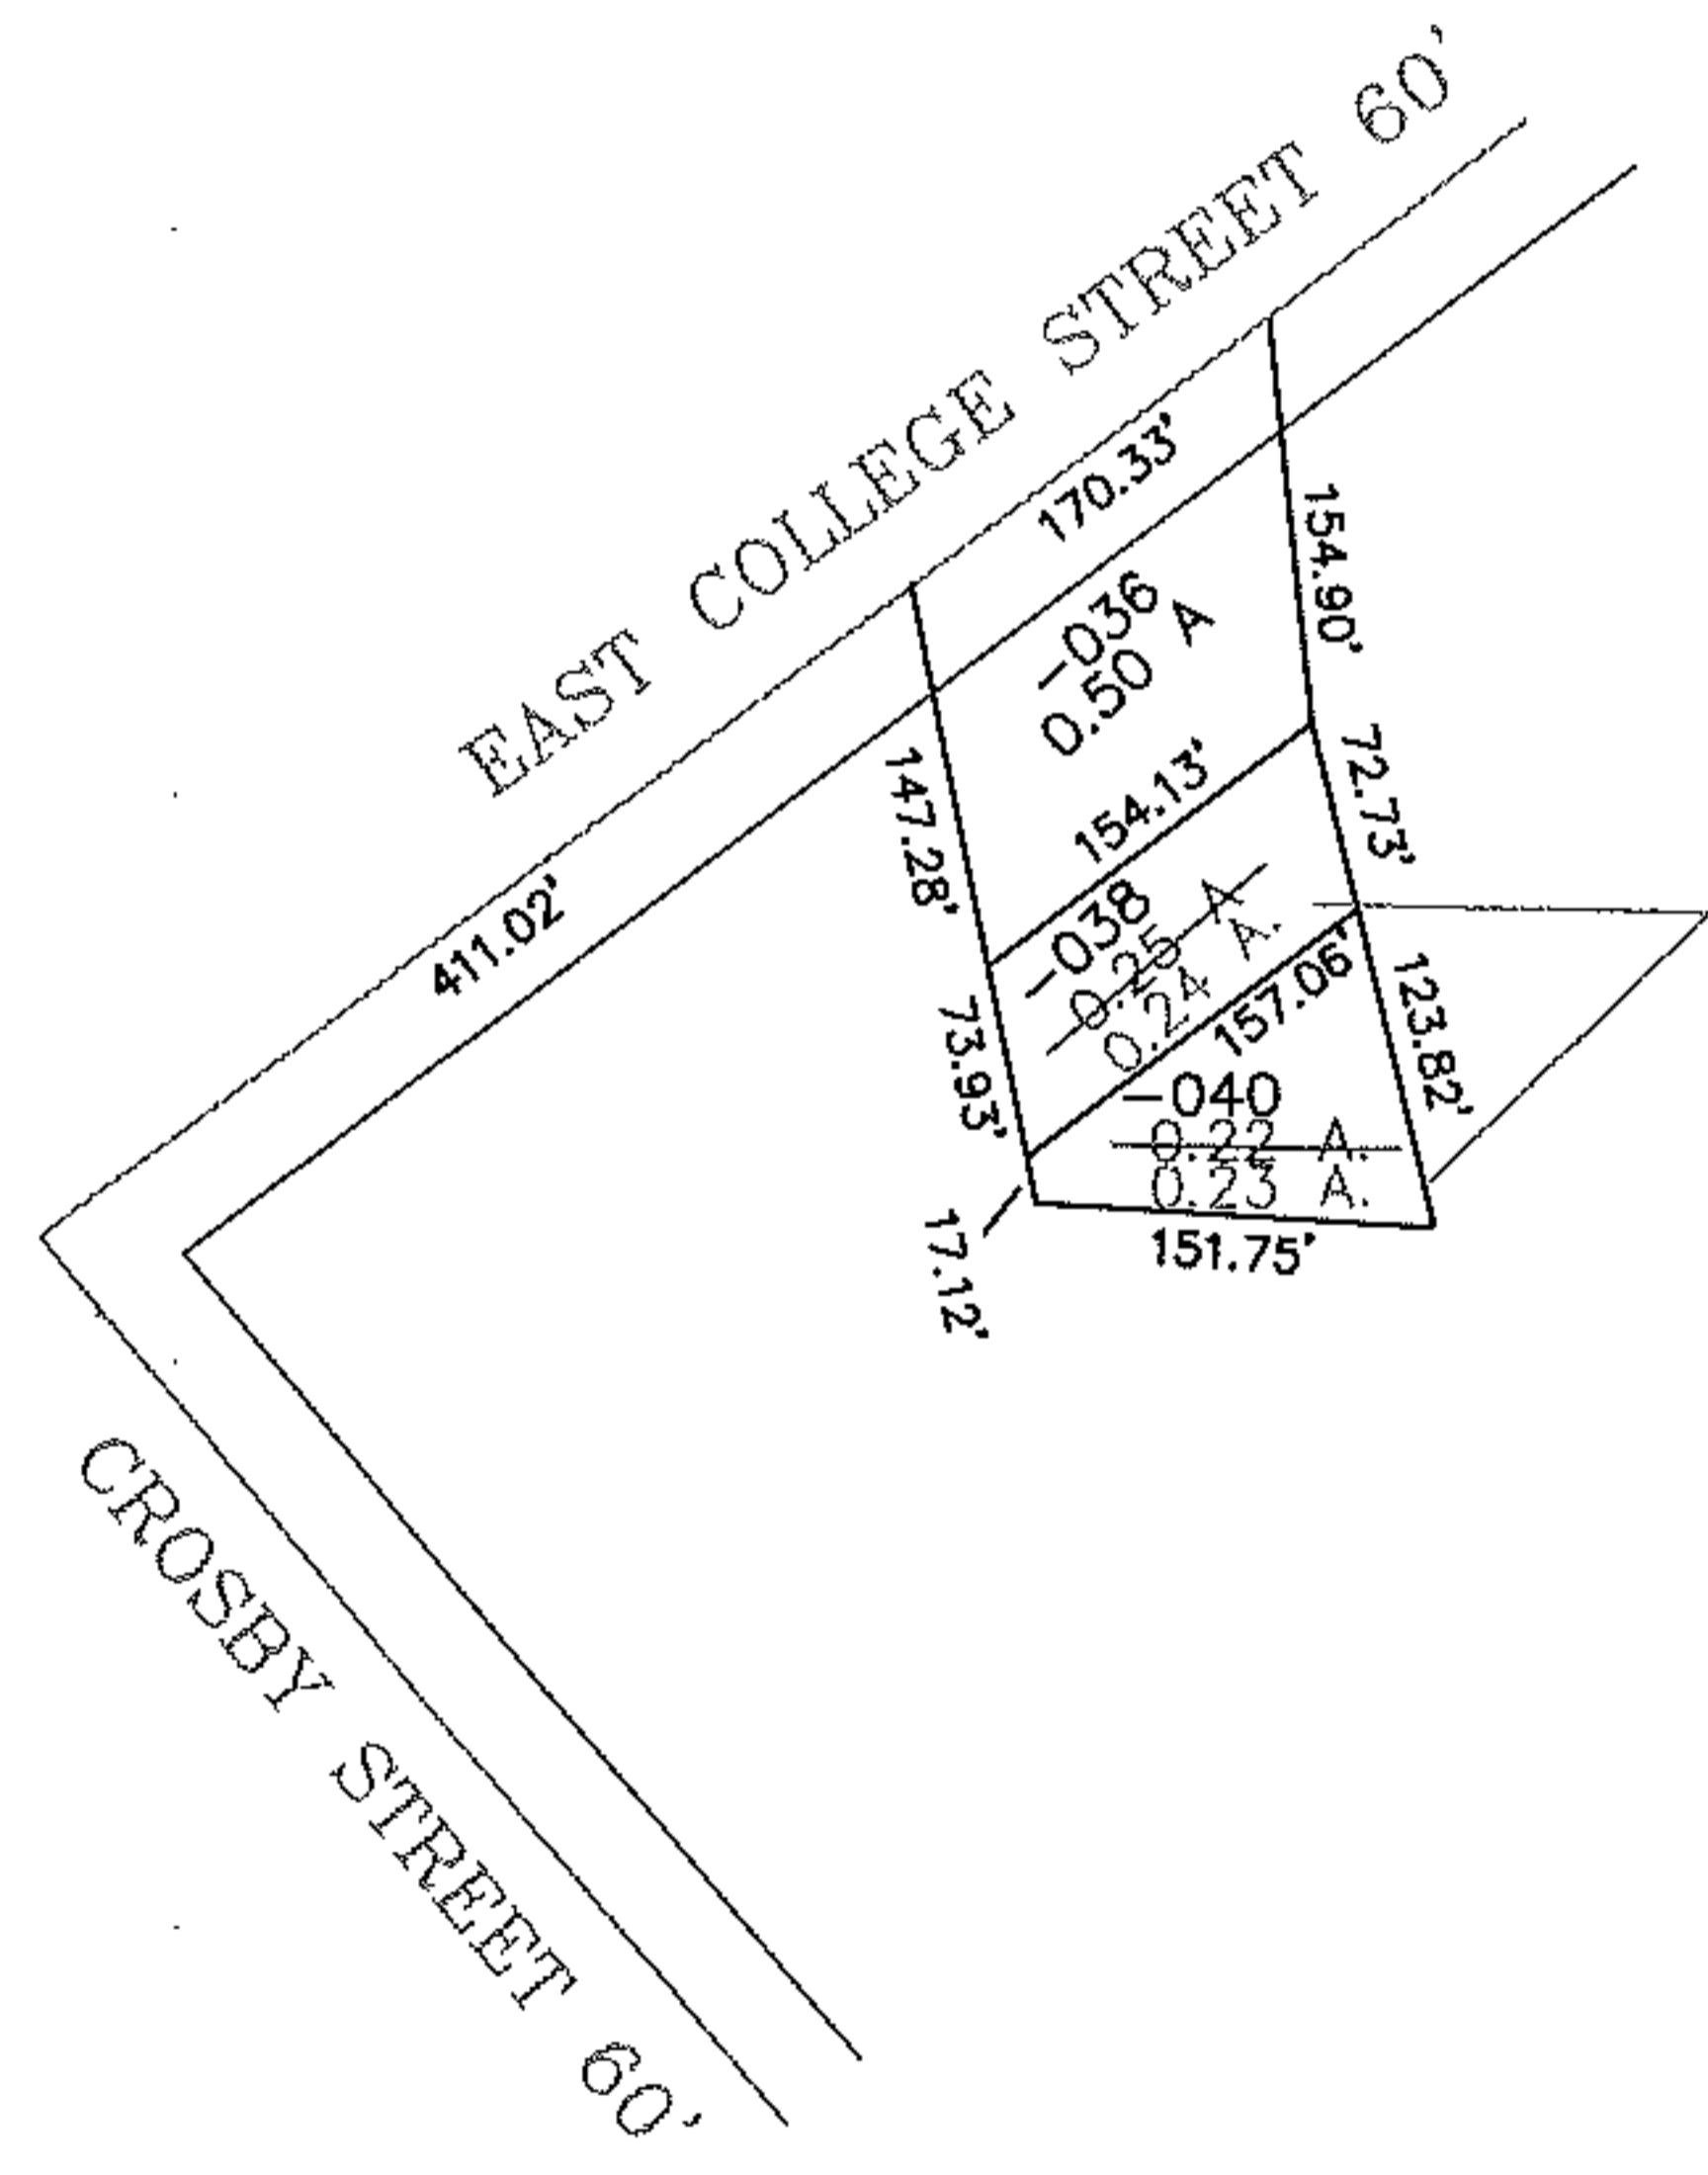 EAST COLLEGE STREET 60'
170.33'
154.90'
-036
0.50 A
147.28'
154.13'
72.73'
411.02'
-038
0.25 A
0.24 A.
73.93'
157.06'
123.82'
-040
0.22 A.
0.23 A.
17.12'
151.75'
CROSBY STREET 60'